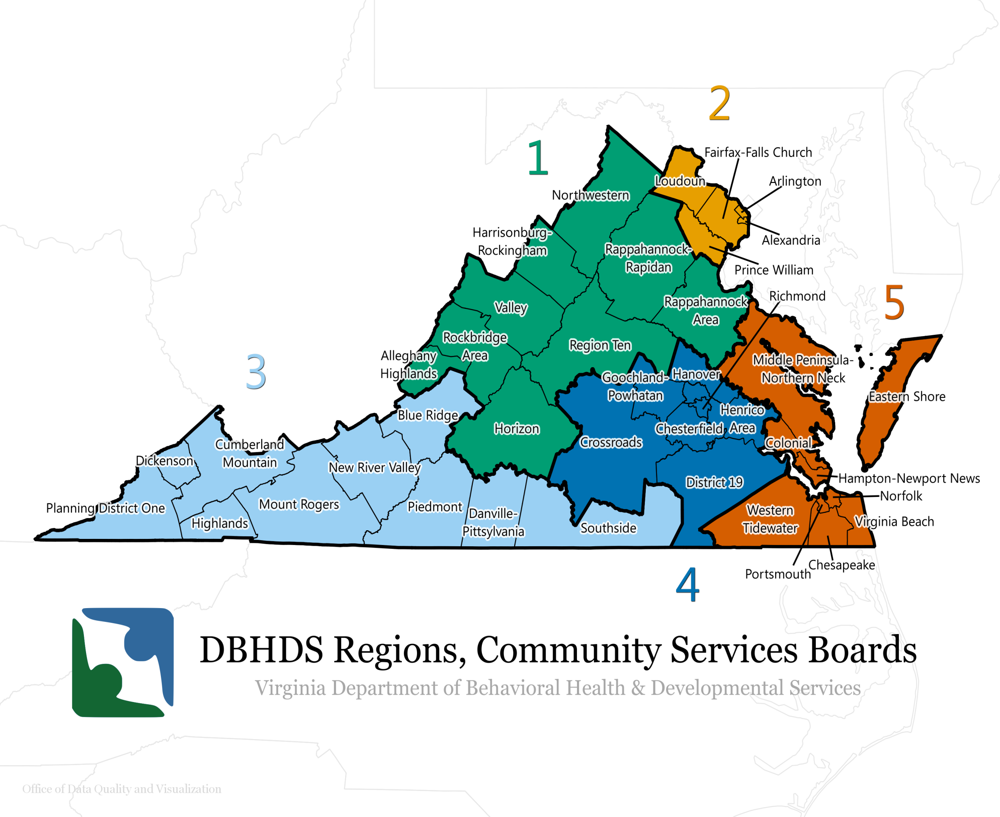 2
1
Fairfax-Falls Church
Loudoun
Arlington
Northwestern
Harrisonburg-
Rockingham
Alexandria
Rappahannock-
Rapidan
Prince William
Richmond
5
Rappahannock
Area
Valley
Rockbridge
Area
Region Ten
Alleghany
Highlands
3
Middle Peninsula-
Northern Neck
Goochland-
Powhatan
Hanover
Eastern Shore
Henrico
Area
Blue Ridge
Horizon
Chesterfield
Crossroads
Colonial
Cumberland
Mountain
Dickenson
New River Valley
Hampton-Newport News
District 19
Norfolk
Planning District One
Mount Rogers
Piedmont
Western
Tidewater
Danville-
Pittsylvania
Highlands
Southside
Virginia Beach
Chesapeake
Portsmouth
4
DBHDS Regions, Community Services Boards
Virginia Department of Behavioral Health & Developmental Services
Office of Data Quality and Visualization